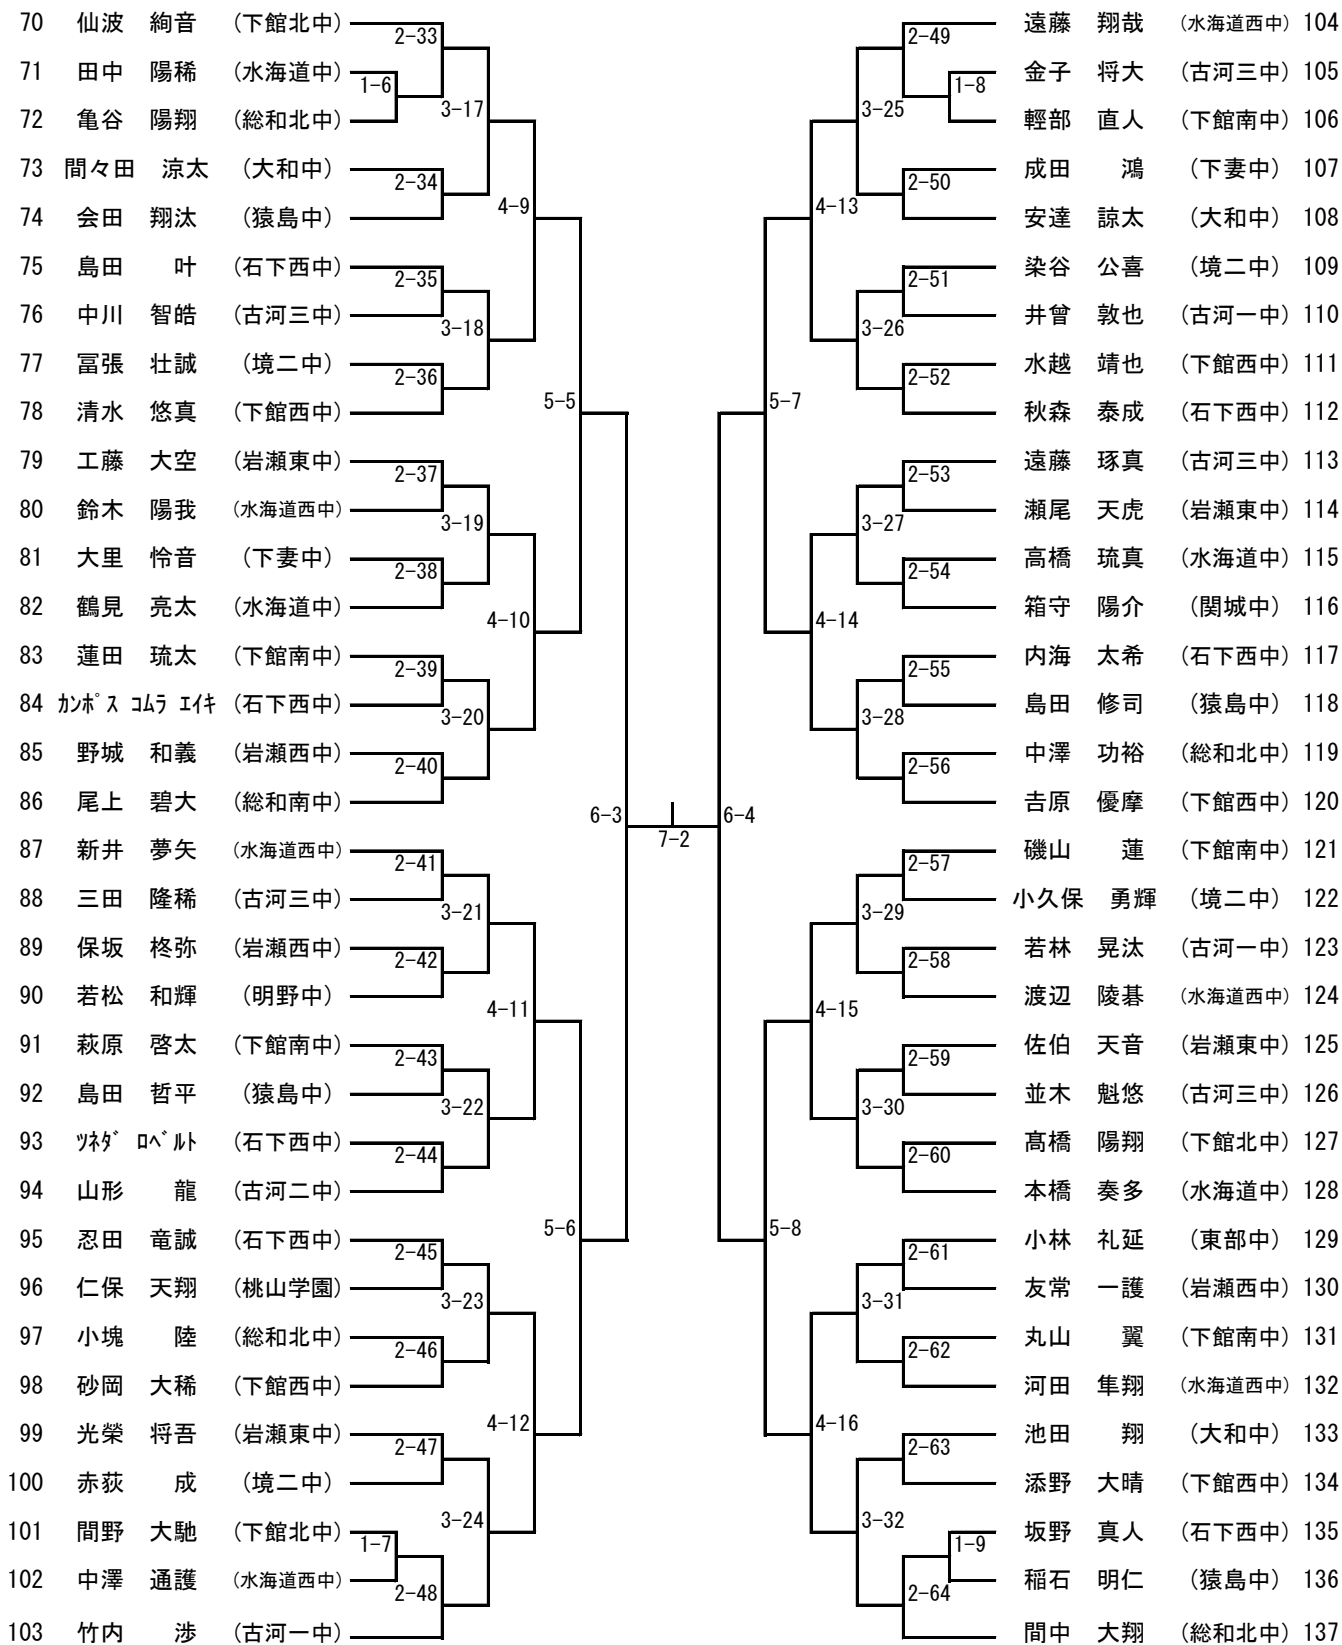 70 仙波 絢音 (下館北中)
71 田中 陽稀 (水海道中)
72 亀谷 陽翔 (総和北中)
73 間々田 涼太 (大和中)
74 会田 翔汰 (猿島中)
75 島田 叶 (石下西中)
76 中川 智皓 (古河三中)
77 冨張 壮誠 (境二中)
78 清水 悠真 (下館西中)
79 工藤 大空 (岩瀬東中)
80 鈴木 陽我 (水海道西中)
81 大里 怜音 (下妻中)
82 鶴見 亮太 (水海道中)
83 蓮田 琉太 (下館南中)
84 カンポス コムラ エイキ (石下西中)
85 野城 和義 (岩瀬西中)
86 尾上 碧大 (総和南中)
87 新井 夢矢 (水海道西中)
88 三田 隆稀 (古河三中)
89 保坂 柊弥 (岩瀬西中)
90 若松 和輝 (明野中)
91 萩原 啓太 (下館南中)
92 島田 哲平 (猿島中)
93 ツネダ ロベルト (石下西中)
94 山形 龍 (古河二中)
95 忍田 竜誠 (石下西中)
96 仁保 天翔 (桃山学園)
97 小塊 陸 (総和北中)
98 砂岡 大稀 (下館西中)
99 光榮 将吾 (岩瀬東中)
100 赤荻 成 (境二中)
101 間野 大馳 (下館北中)
102 中澤 通護 (水海道西中)
103 竹内 渉 (古河一中)
1-6
1-7
2-33
2-34
2-35
2-36
2-37
2-38
2-39
2-40
2-41
2-42
2-43
2-44
2-45
2-46
2-47
2-48
3-17
3-18
3-19
3-20
3-21
3-22
3-23
3-24
4-9
4-10
4-11
4-12
5-5
5-6
6-3
7-2
6-4
5-7
5-8
4-13
4-14
4-15
4-16
3-25
3-26
3-27
3-28
3-29
3-30
3-31
3-32
2-49
2-50
2-51
2-52
2-53
2-54
2-55
2-56
2-57
2-58
2-59
2-60
2-61
2-62
2-63
2-64
1-8
1-9
遠藤 翔哉 (水海道西中) 104
金子 将大 (古河三中) 105
輕部 直人 (下館南中) 106
成田 鴻 (下妻中) 107
安達 諒太 (大和中) 108
染谷 公喜 (境二中) 109
井曾 敦也 (古河一中) 110
水越 靖也 (下館西中) 111
秋森 泰成 (石下西中) 112
遠藤 琢真 (古河三中) 113
瀬尾 天虎 (岩瀬東中) 114
高橋 琉真 (水海道中) 115
箱守 陽介 (関城中) 116
内海 太希 (石下西中) 117
島田 修司 (猿島中) 118
中澤 功裕 (総和北中) 119
𠮷原 優摩 (下館西中) 120
磯山 蓮 (下館南中) 121
小久保 勇輝 (境二中) 122
若林 晃汰 (古河一中) 123
渡辺 陵碁 (水海道西中) 124
佐伯 天音 (岩瀬東中) 125
並木 魁悠 (古河三中) 126
髙橋 陽翔 (下館北中) 127
本橋 奏多 (水海道中) 128
小林 礼延 (東部中) 129
友常 一護 (岩瀬西中) 130
丸山 翼 (下館南中) 131
河田 隼翔 (水海道西中) 132
池田 翔 (大和中) 133
添野 大晴 (下館西中) 134
坂野 真人 (石下西中) 135
稲石 明仁 (猿島中) 136
間中 大翔 (総和北中) 137